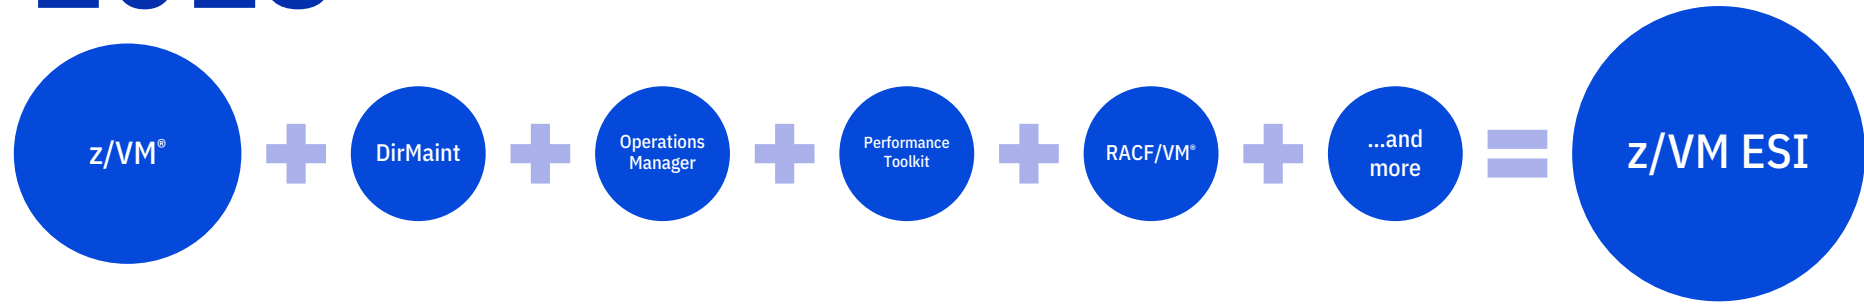 z/VM®
+
DirMaint
+
Operations
Manager
+
Performance
Toolkit
+
RACF/VM®
+
...and
more
=
z/VM ESI